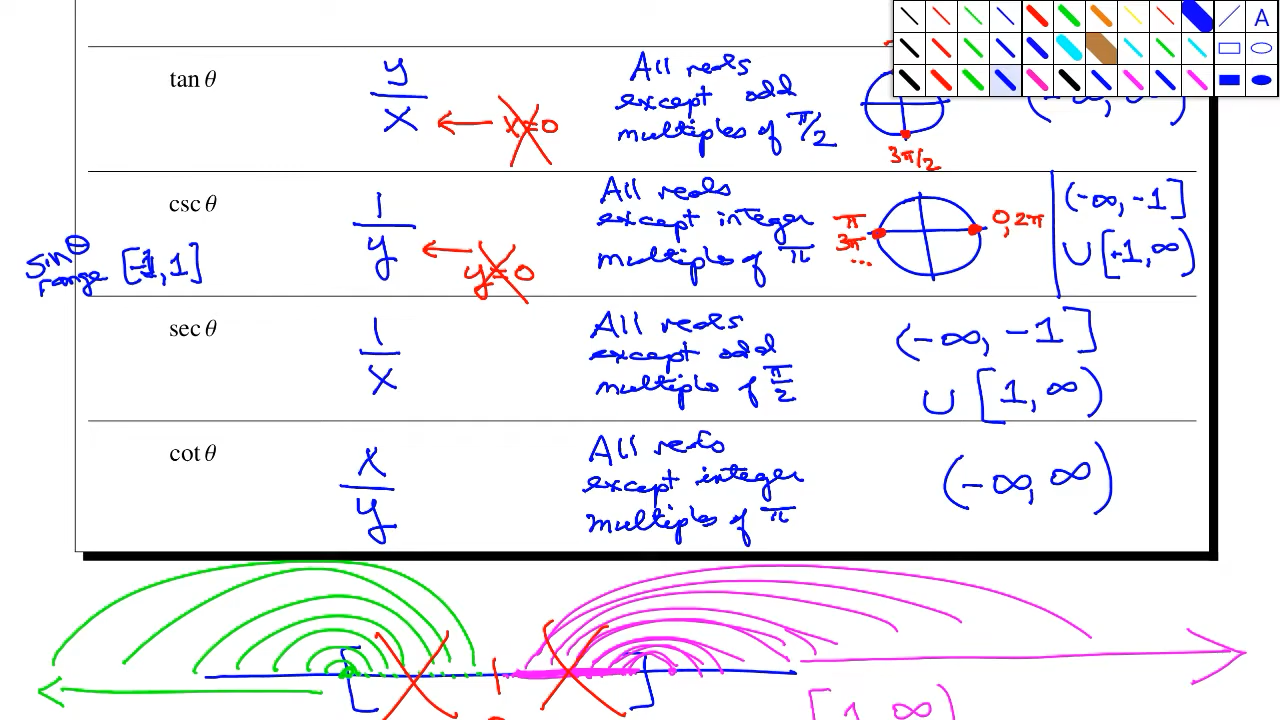 A
tan θ
y
x
x=0
All reals
except odd
multiples of π/2
3π/2
csc θ
1
y
y=0
All reals
except integer
multiples of π
π
3π
...
0, 2π
(-∞, -1]
∪ [1, ∞)
sin θ
range [-1, 1]
sec θ
1
x
All reals
except odd
multiples of π/2
(-∞, -1]
∪ [1, ∞)
cot θ
x
y
All reals
except integer
multiples of π
(-∞, ∞)
[1, ∞)